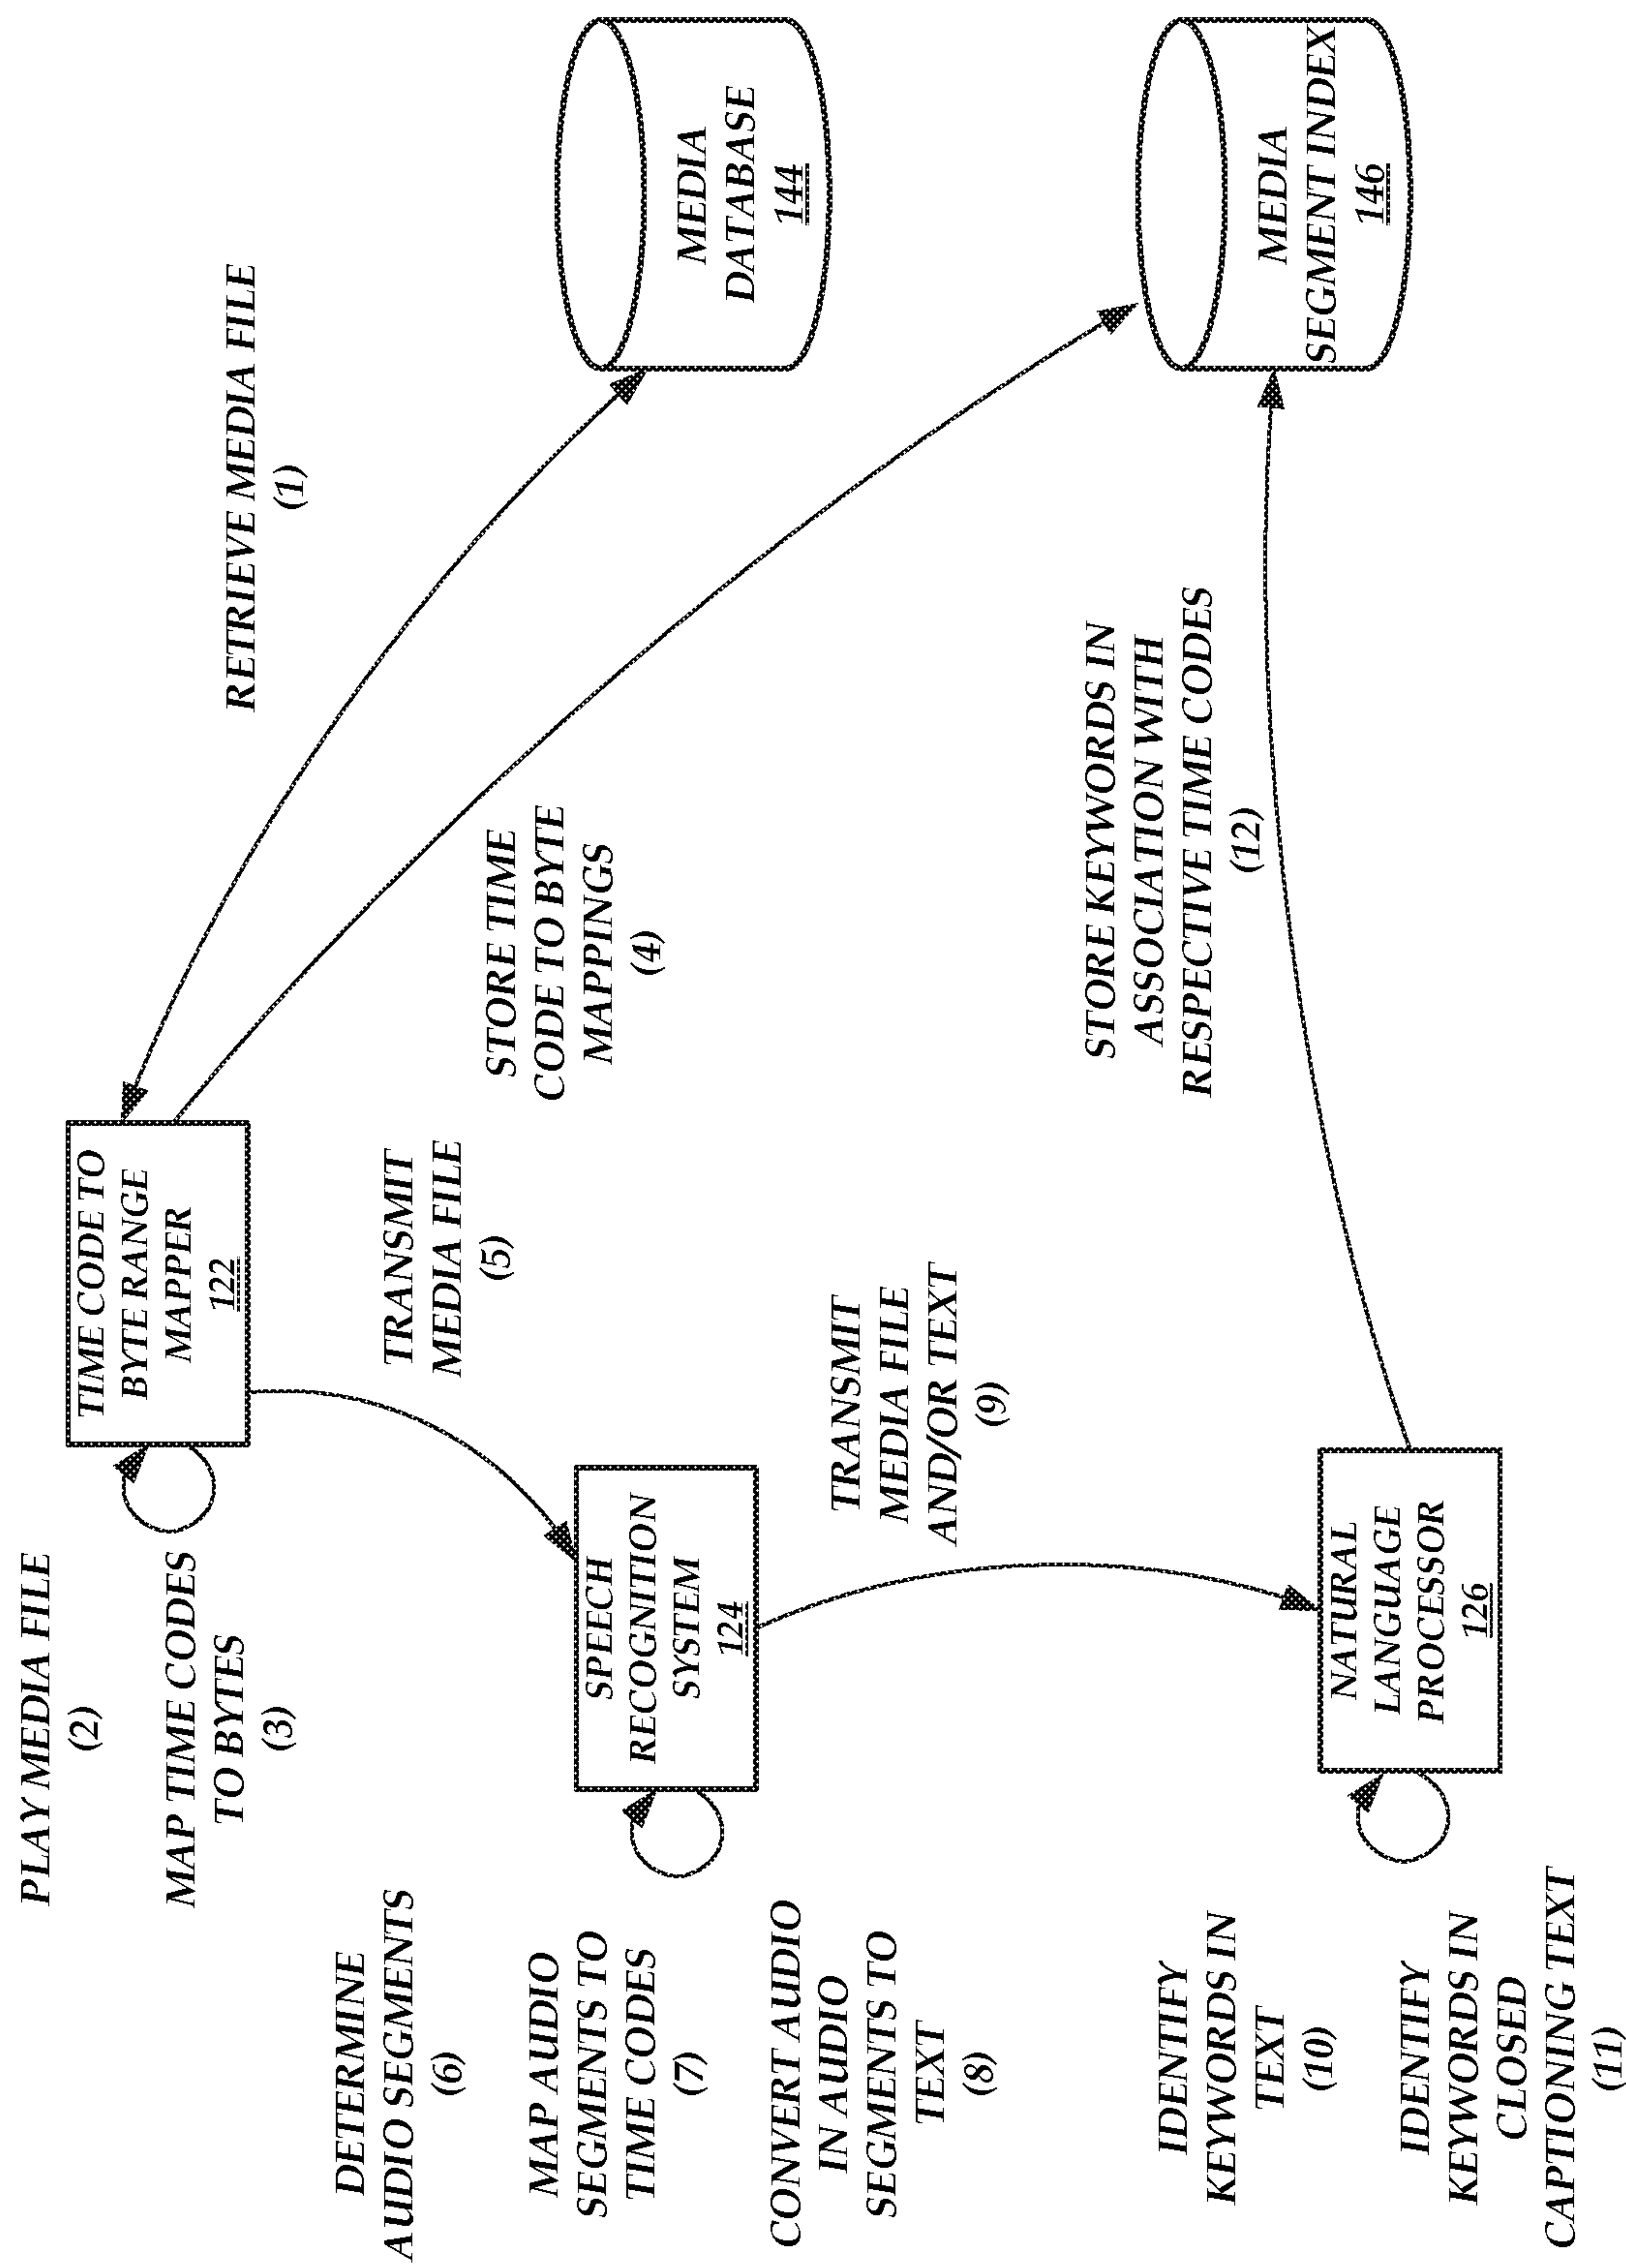 PLAY MEDIA FILE
(2)
MAP TIME CODES
TO BYTES
(3)
TIME CODE TO
BYTE RANGE
MAPPER
122
RETRIEVE MEDIA FILE
(1)
MEDIA
DATABASE
144
STORE TIME
CODE TO BYTE
MAPPINGS
(4)
TRANSMIT
MEDIA FILE
(5)
DETERMINE
AUDIO SEGMENTS
(6)
MAP AUDIO
SEGMENTS TO
TIME CODES
(7)
CONVERT AUDIO
IN AUDIO
SEGMENTS TO
TEXT
(8)
SPEECH
RECOGNITION
SYSTEM
124
TRANSMIT
MEDIA FILE
AND/OR TEXT
(9)
STORE KEYWORDS IN
ASSOCIATION WITH
RESPECTIVE TIME CODES
(12)
MEDIA
SEGMENT INDEX
146
IDENTIFY
KEYWORDS IN
TEXT
(10)
IDENTIFY
KEYWORDS IN
CLOSED
CAPTIONING TEXT
(11)
NATURAL
LANGUAGE
PROCESSOR
126